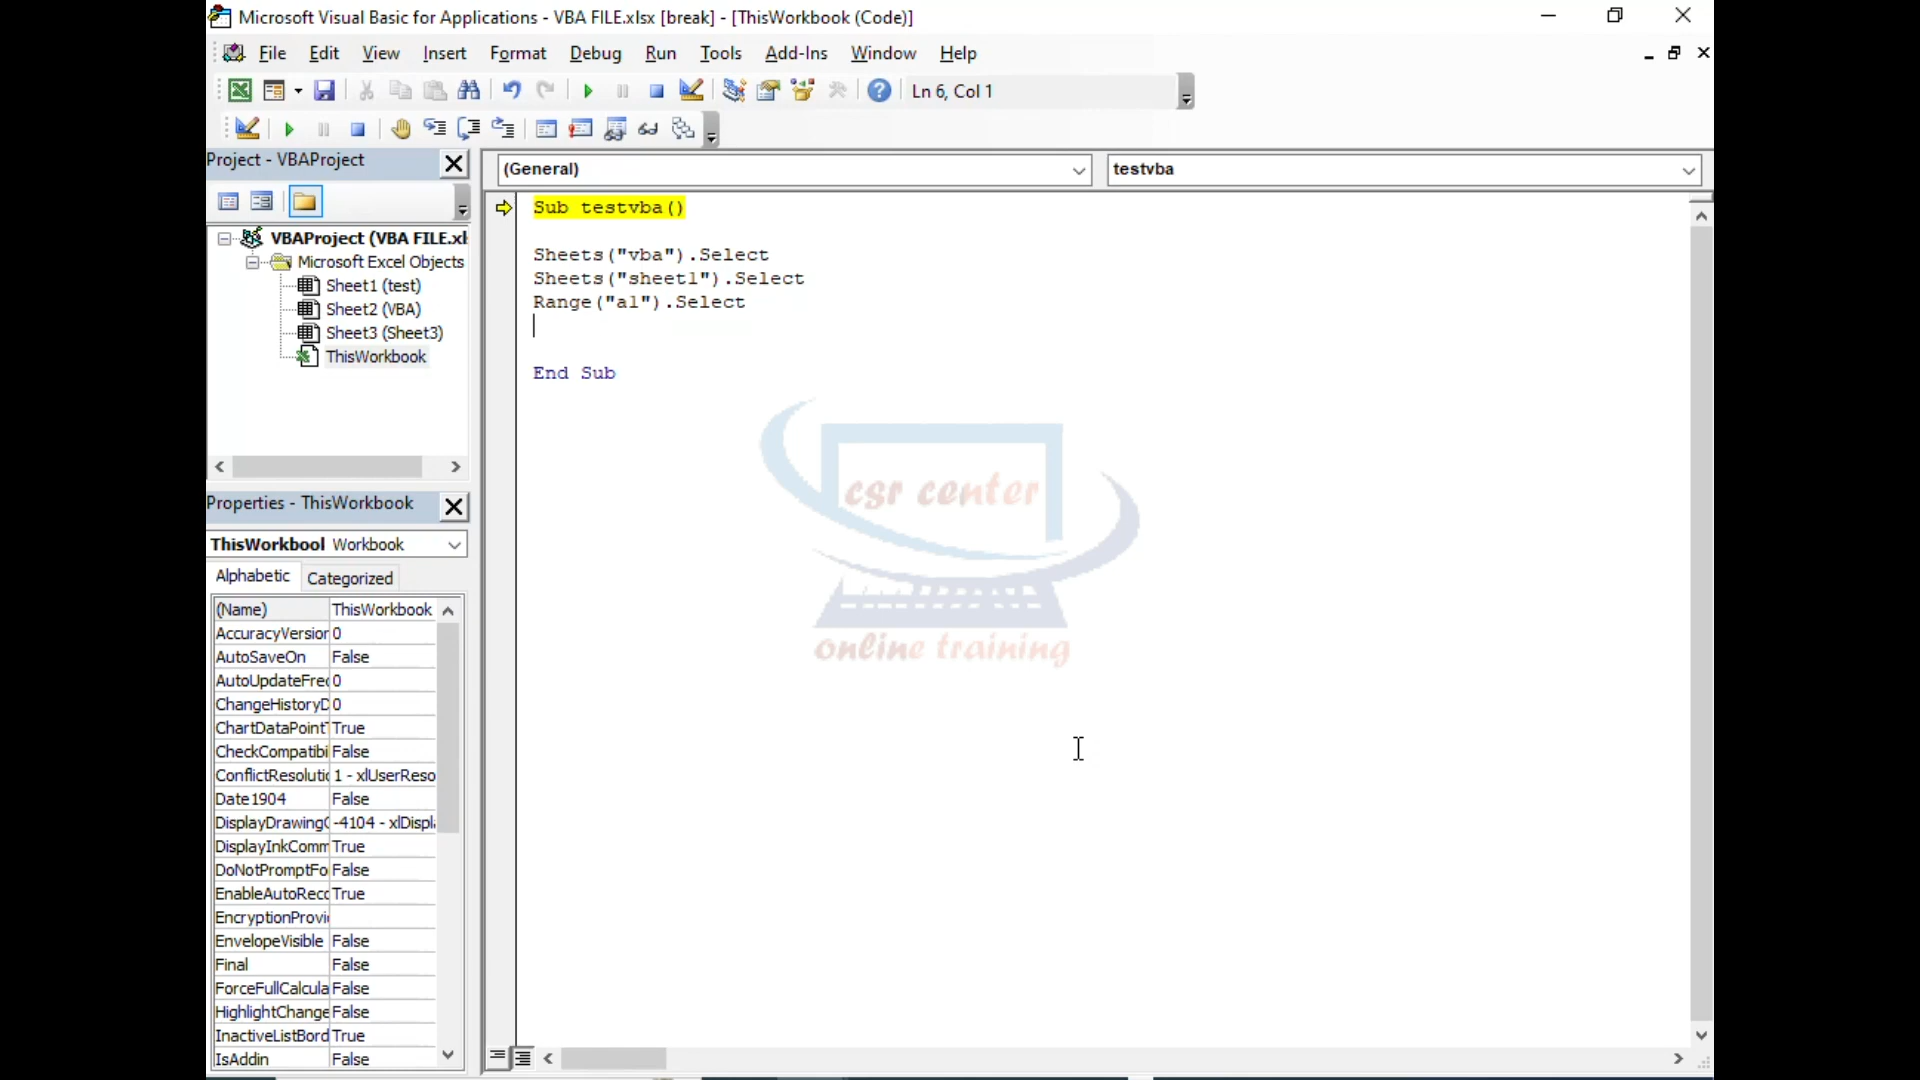 Microsoft Visual Basic for Applications - VBA FILE.xlsx [break] - [ThisWorkbook (Code)]
File Edit View Insert Format Debug Run Tools Add-Ins Window Help
Ln 6, Col 1
Project - VBAProject
VBAProject (VBA FILE.xl
Microsoft Excel Objects
Sheet1 (test)
Sheet2 (VBA)
Sheet3 (Sheet3)
ThisWorkbook
Properties - ThisWorkbook
ThisWorkbool Workbook
Alphabetic Categorized
(Name) ThisWorkbook
AccuracyVersior 0
AutoSaveOn False
AutoUpdateFrec 0
ChangeHistoryD 0
ChartDataPointT True
CheckCompatibi False
ConflictResolutic 1 - xlUserReso
Date1904 False
DisplayDrawingC -4104 - xlDispl
DisplayInkComm True
DoNotPromptFo False
EnableAutoRecc True
EncryptionProvi
EnvelopeVisible False
Final False
ForceFullCalcula False
HighlightChange False
InactiveListBord True
IsAddin False
(General)
testvba
Sub testvba()
Sheets("vba").Select
Sheets("sheet1").Select
Range("a1").Select
End Sub
csr center
online training